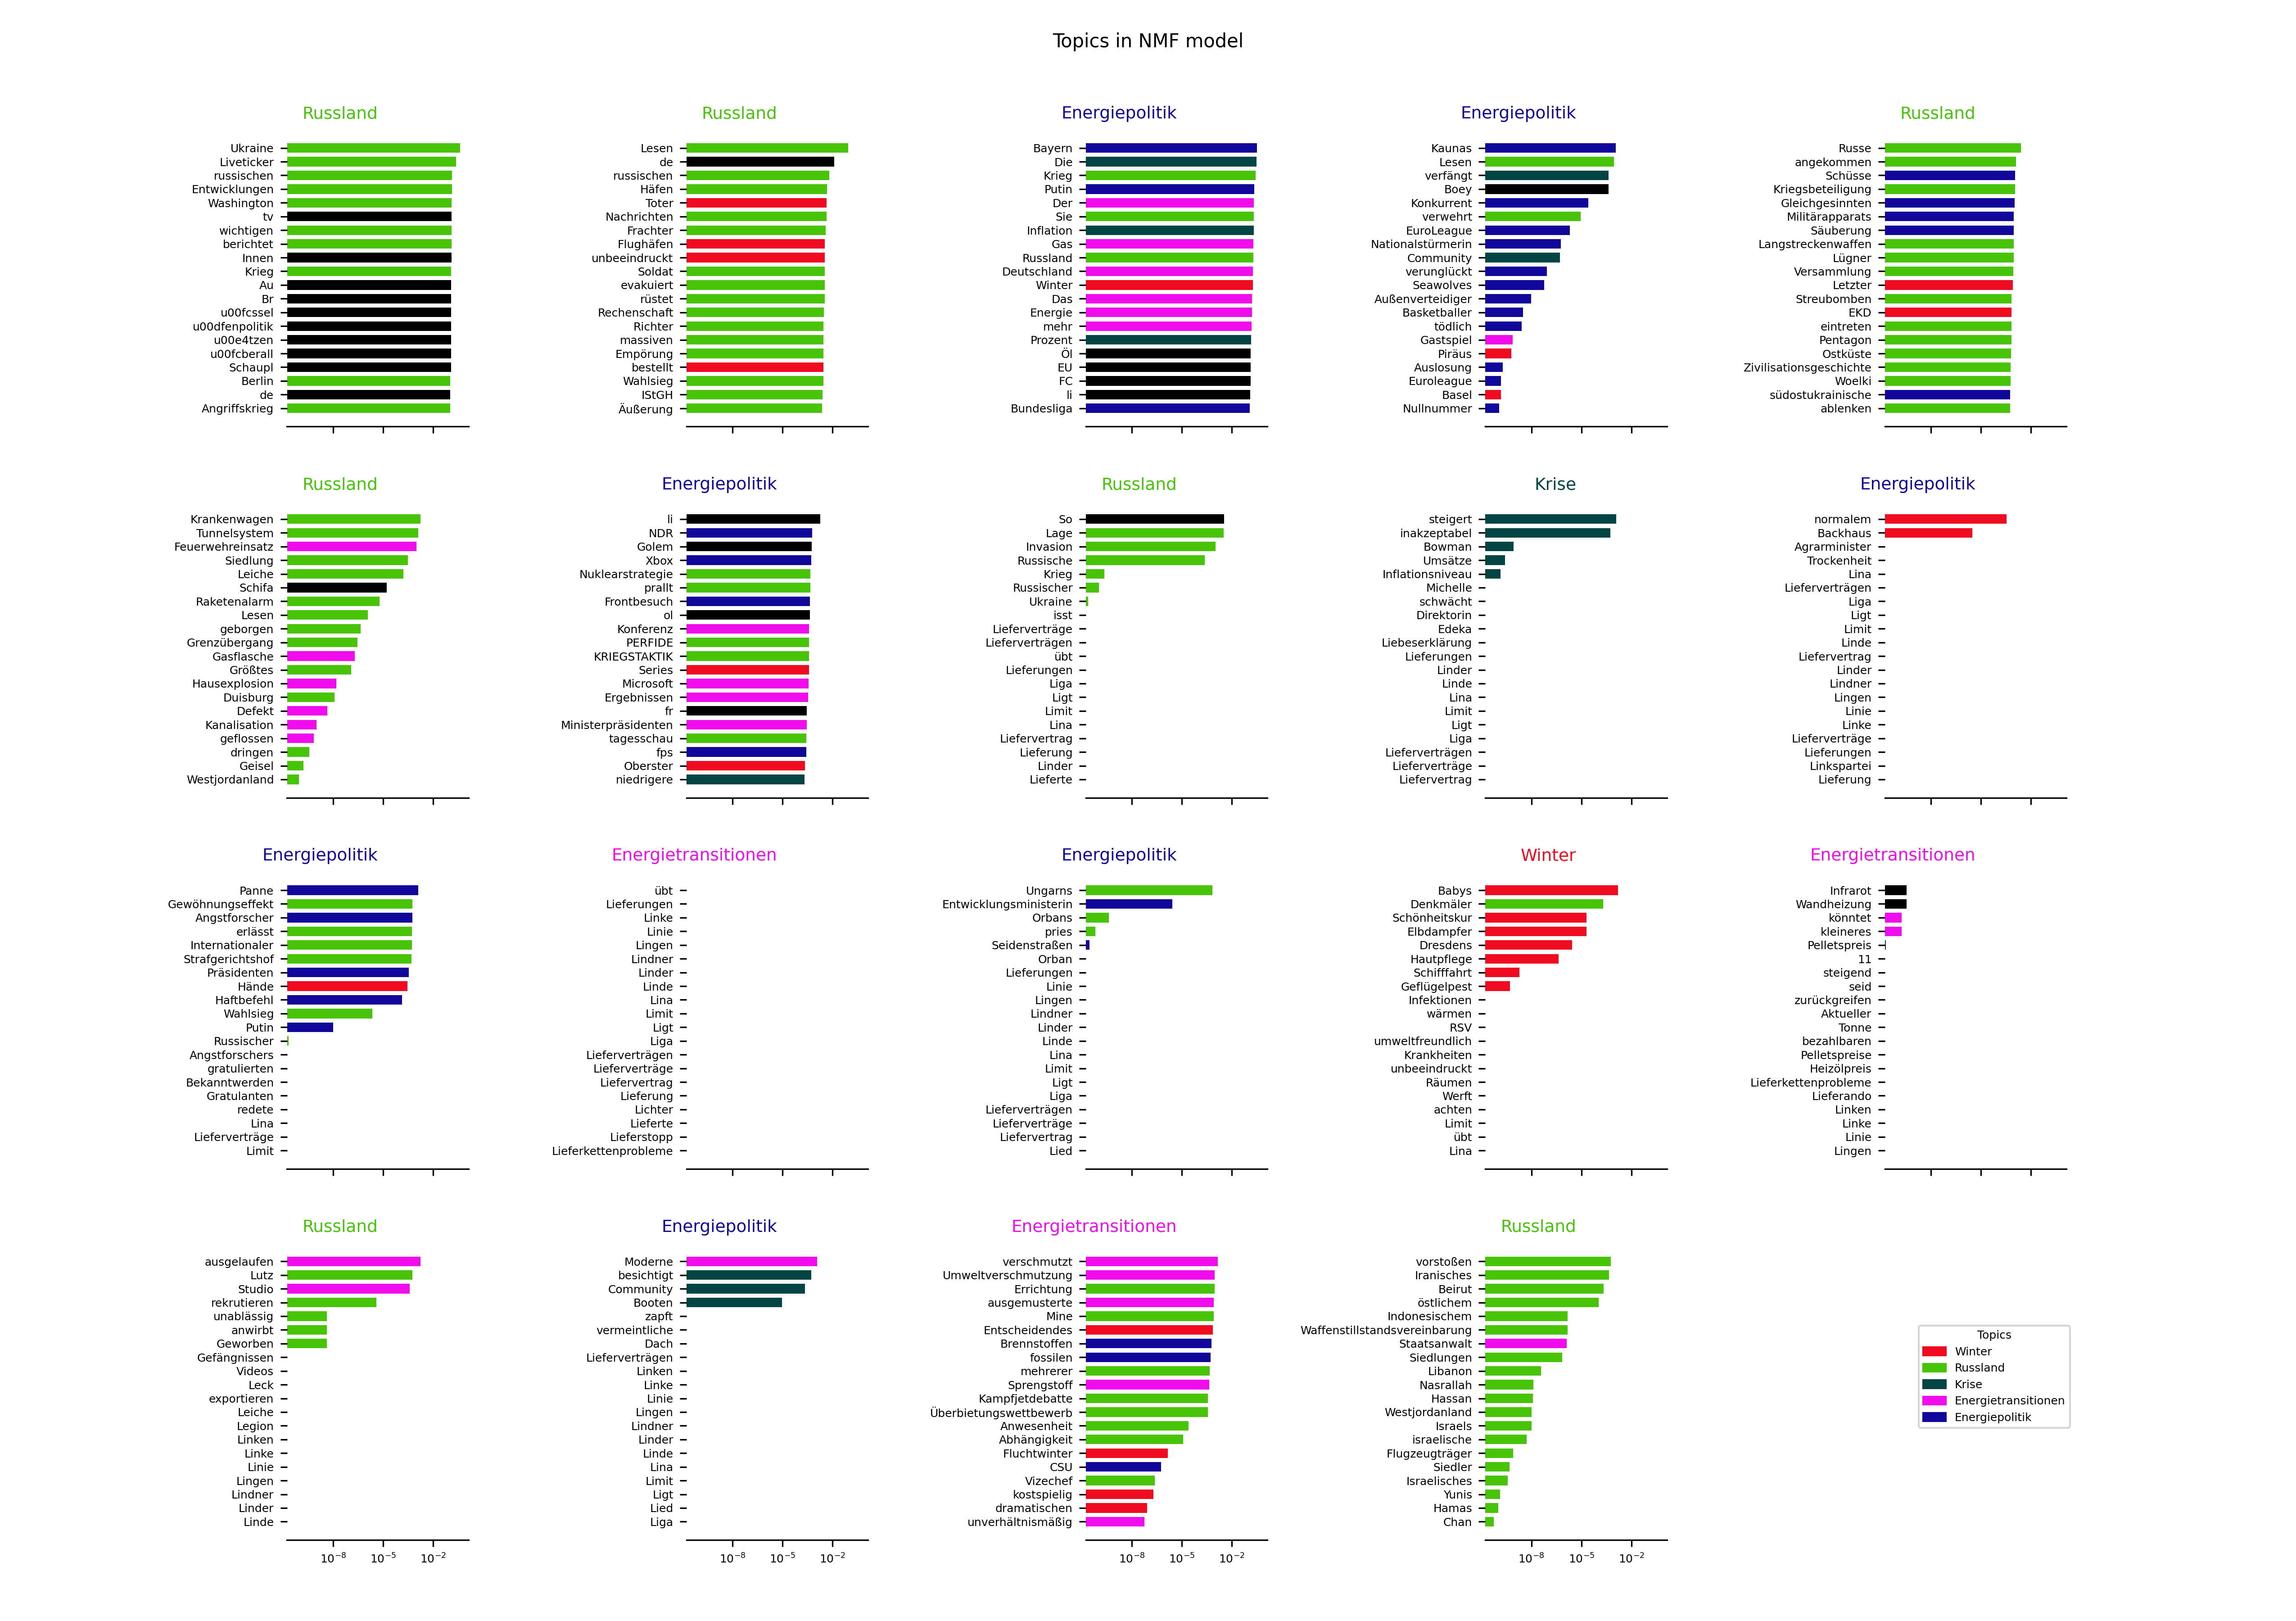 Topics in NMF model
Russland
Ukraine
Liveticker
russischen
Entwicklungen
Washington
tv
wichtigen
berichtet
Innen
Krieg
Au
Br
u00fcssel
u00dfenpolitik
u00e4tzen
u00fcberall
Schaupl
Berlin
de
Angriffskrieg
Russland
Lesen
de
russischen
Häfen
Toter
Nachrichten
Frachter
Flughäfen
unbeeindruckt
Soldat
evakuiert
rüstet
Rechenschaft
Richter
massiven
Empörung
bestellt
Wahlsieg
IStGH
Äußerung
Energiepolitik
Bayern
Die
Krieg
Putin
Der
Sie
Inflation
Gas
Russland
Deutschland
Winter
Das
Energie
mehr
Prozent
Öl
EU
FC
li
Bundesliga
Energiepolitik
Kaunas
Lesen
verfängt
Boey
Konkurrent
verwehrt
EuroLeague
Nationalstürmerin
Community
verunglückt
Seawolves
Außenverteidiger
Basketballer
tödlich
Gastspiel
Piräus
Auslosung
Euroleague
Basel
Nullnummer
Russland
Russe
angekommen
Schüsse
Kriegsbeteiligung
Gleichgesinnten
Militärapparats
Säuberung
Langstreckenwaffen
Lügner
Versammlung
Letzter
Streubomben
EKD
eintreten
Pentagon
Ostküste
Zivilisationsgeschichte
Woelki
südostukrainische
ablenken
Russland
Krankenwagen
Tunnelsystem
Feuerwehreinsatz
Siedlung
Leiche
Schifa
Raketenalarm
Lesen
geborgen
Grenzübergang
Gasflasche
Größtes
Hausexplosion
Duisburg
Defekt
Kanalisation
geflossen
dringen
Geisel
Westjordanland
Energiepolitik
li
NDR
Golem
Xbox
Nuklearstrategie
prallt
Frontbesuch
ol
Konferenz
PERFIDE
KRIEGSTAKTIK
Series
Microsoft
Ergebnissen
fr
Ministerpräsidenten
tagesschau
fps
Oberster
niedrigere
Russland
So
Lage
Invasion
Russische
Krieg
Russischer
Ukraine
isst
Lieferverträge
Lieferverträgen
übt
Lieferungen
Liga
Ligt
Limit
Lina
Liefervertrag
Lieferung
Linder
Lieferte
Krise
steigert
inakzeptabel
Bowman
Umsätze
Inflationsniveau
Michelle
schwächt
Direktorin
Edeka
Liebeserklärung
Lieferungen
Linder
Linde
Lina
Limit
Ligt
Liga
Lieferverträgen
Lieferverträge
Liefervertrag
Energiepolitik
normalem
Backhaus
Agrarminister
Trockenheit
Lina
Lieferverträgen
Liga
Ligt
Limit
Linde
Liefervertrag
Linder
Lindner
Lingen
Linie
Linke
Lieferverträge
Lieferungen
Linkspartei
Lieferung
Energiepolitik
Panne
Gewöhnungseffekt
Angstforscher
erlässt
Internationaler
Strafgerichtshof
Präsidenten
Hände
Haftbefehl
Wahlsieg
Putin
Russischer
Angstforschers
gratulierten
Bekanntwerden
Gratulanten
redete
Lina
Lieferverträge
Limit
Energietransitionen
übt
Lieferungen
Linke
Linie
Lingen
Lindner
Linder
Linde
Lina
Limit
Ligt
Liga
Lieferverträgen
Lieferverträge
Liefervertrag
Lieferung
Lichter
Lieferte
Lieferstopp
Lieferkettenprobleme
Energiepolitik
Ungarns
Entwicklungsministerin
Orbans
pries
Seidenstraßen
Orban
Lieferungen
Linie
Lingen
Lindner
Linder
Linde
Lina
Limit
Ligt
Liga
Lieferverträgen
Lieferverträge
Liefervertrag
Lied
Winter
Babys
Denkmäler
Schönheitskur
Elbdampfer
Dresdens
Hautpflege
Schifffahrt
Geflügelpest
Infektionen
wärmen
RSV
umweltfreundlich
Krankheiten
unbeeindruckt
Räumen
Werft
achten
Limit
übt
Lina
Energietransitionen
Infrarot
Wandheizung
könntet
kleineres
Pelletspreis
11
steigend
seid
zurückgreifen
Aktueller
Tonne
bezahlbaren
Pelletspreise
Heizölpreis
Lieferkettenprobleme
Lieferando
Linken
Linke
Linie
Lingen
Russland
ausgelaufen
Lutz
Studio
rekrutieren
unablässig
anwirbt
Geworben
Gefängnissen
Videos
Leck
exportieren
Leiche
Legion
Linken
Linke
Linie
Lingen
Lindner
Linder
Linde
10⁻⁸ 10⁻⁵ 10⁻²
Energiepolitik
Moderne
besichtigt
Community
Booten
zapft
vermeintliche
Dach
Lieferverträgen
Linken
Linke
Linie
Lingen
Lindner
Linder
Linde
Lina
Limit
Ligt
Lied
Liga
10⁻⁸ 10⁻⁵ 10⁻²
Energietransitionen
verschmutzt
Umweltverschmutzung
Errichtung
ausgemusterte
Mine
Entscheidendes
Brennstoffen
fossilen
mehrerer
Sprengstoff
Kampfjetdebatte
Überbietungswettbewerb
Anwesenheit
Abhängigkeit
Fluchtwinter
CSU
Vizechef
kostspielig
dramatischen
unverhältnismäßig
10⁻⁸ 10⁻⁵ 10⁻²
Russland
vorstoßen
Iranisches
Beirut
östlichem
Indonesischem
Waffenstillstandsvereinbarung
Staatsanwalt
Siedlungen
Libanon
Nasrallah
Hassan
Westjordanland
Israels
israelische
Flugzeugträger
Siedler
Israelisches
Yunis
Hamas
Chan
10⁻⁸ 10⁻⁵ 10⁻²
Topics
Winter
Russland
Krise
Energietransitionen
Energiepolitik